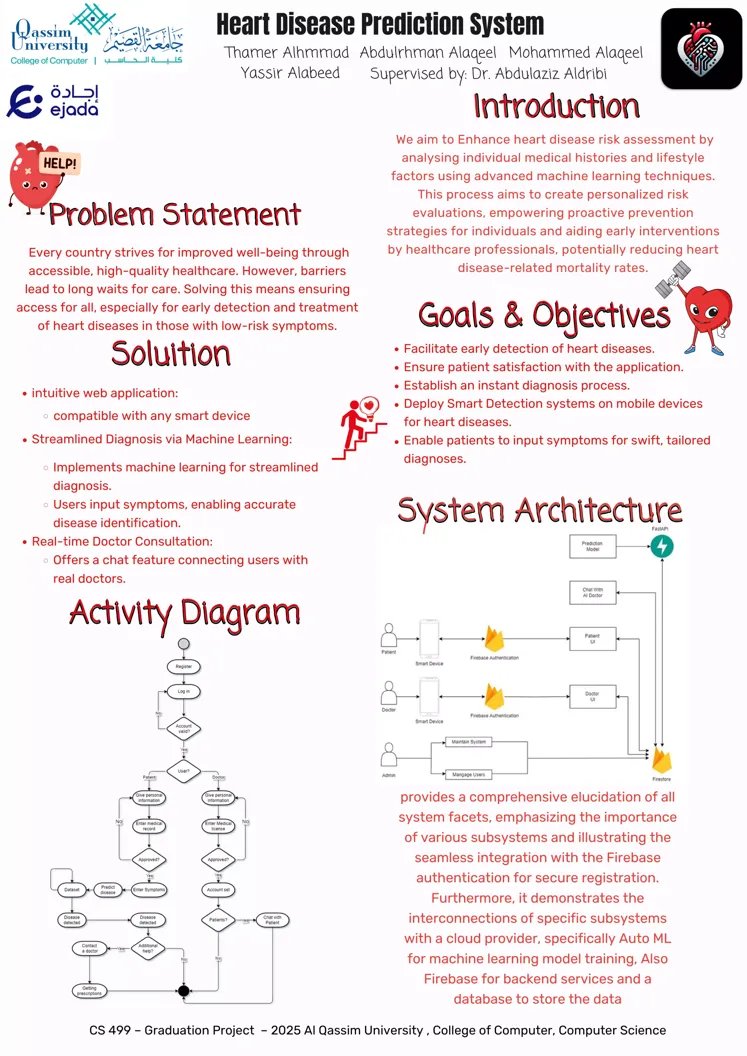 Qassim
University
College of Computer |
جامعة القصيم
كلية الحاسب
إجادة
ejada
Heart Disease Prediction System
Thamer Alhmmad Abdulrhman Alaqeel Mohammed Alaqeel
Yassir Alabeed Supervised by: Dr. Abdulaziz Aldribi
Introduction
We aim to Enhance heart disease risk assessment by
analysing individual medical histories and lifestyle
factors using advanced machine learning techniques.
This process aims to create personalized risk
evaluations, empowering proactive prevention
strategies for individuals and aiding early interventions
by healthcare professionals, potentially reducing heart
disease-related mortality rates.
HELP!
Problem Statement
Every country strives for improved well-being through
accessible, high-quality healthcare. However, barriers
lead to long waits for care. Solving this means ensuring
access for all, especially for early detection and treatment
of heart diseases in those with low-risk symptoms.
Goals & Objectives
• Facilitate early detection of heart diseases.
• Ensure patient satisfaction with the application.
• Establish an instant diagnosis process.
• Deploy Smart Detection systems on mobile devices
for heart diseases.
• Enable patients to input symptoms for swift, tailored
diagnoses.
Soluition
• intuitive web application:
○ compatible with any smart device
• Streamlined Diagnosis via Machine Learning:
○ Implements machine learning for streamlined
diagnosis.
○ Users input symptoms, enabling accurate
disease identification.
• Real-time Doctor Consultation:
○ Offers a chat feature connecting users with
real doctors.
System Architecture
FastAPI
Prediction
Model
Chat With
AI Doctor
Patient
Smart Device
Firebase Authentication
Patient
UI
Doctor
Smart Device
Firebase Authentication
Doctor
UI
Admin
Maintain System
Mangage Users
Firestore
provides a comprehensive elucidation of all
system facets, emphasizing the importance
of various subsystems and illustrating the
seamless integration with the Firebase
authentication for secure registration.
Furthermore, it demonstrates the
interconnections of specific subsystems
with a cloud provider, specifically Auto ML
for machine learning model training, Also
Firebase for backend services and a
database to store the data
Activity Diagram
Register
Log in
No
Account
valid?
Yes
User?
Patient
Doctor
Give personal
information
Give personal
information
No
Enter medical
record
Enter Medical
license
No
Approved?
Approved?
Yes
Yes
Dataset
Predict
disease
Enter Symptoms
Account set
Disease
detected
Disease
detected
Patients?
Chat with
Patient
Contact
a doctor
Additional
help?
No
No
Getting
prescriptions
CS 499 – Graduation Project – 2025 Al Qassim University , College of Computer, Computer Science